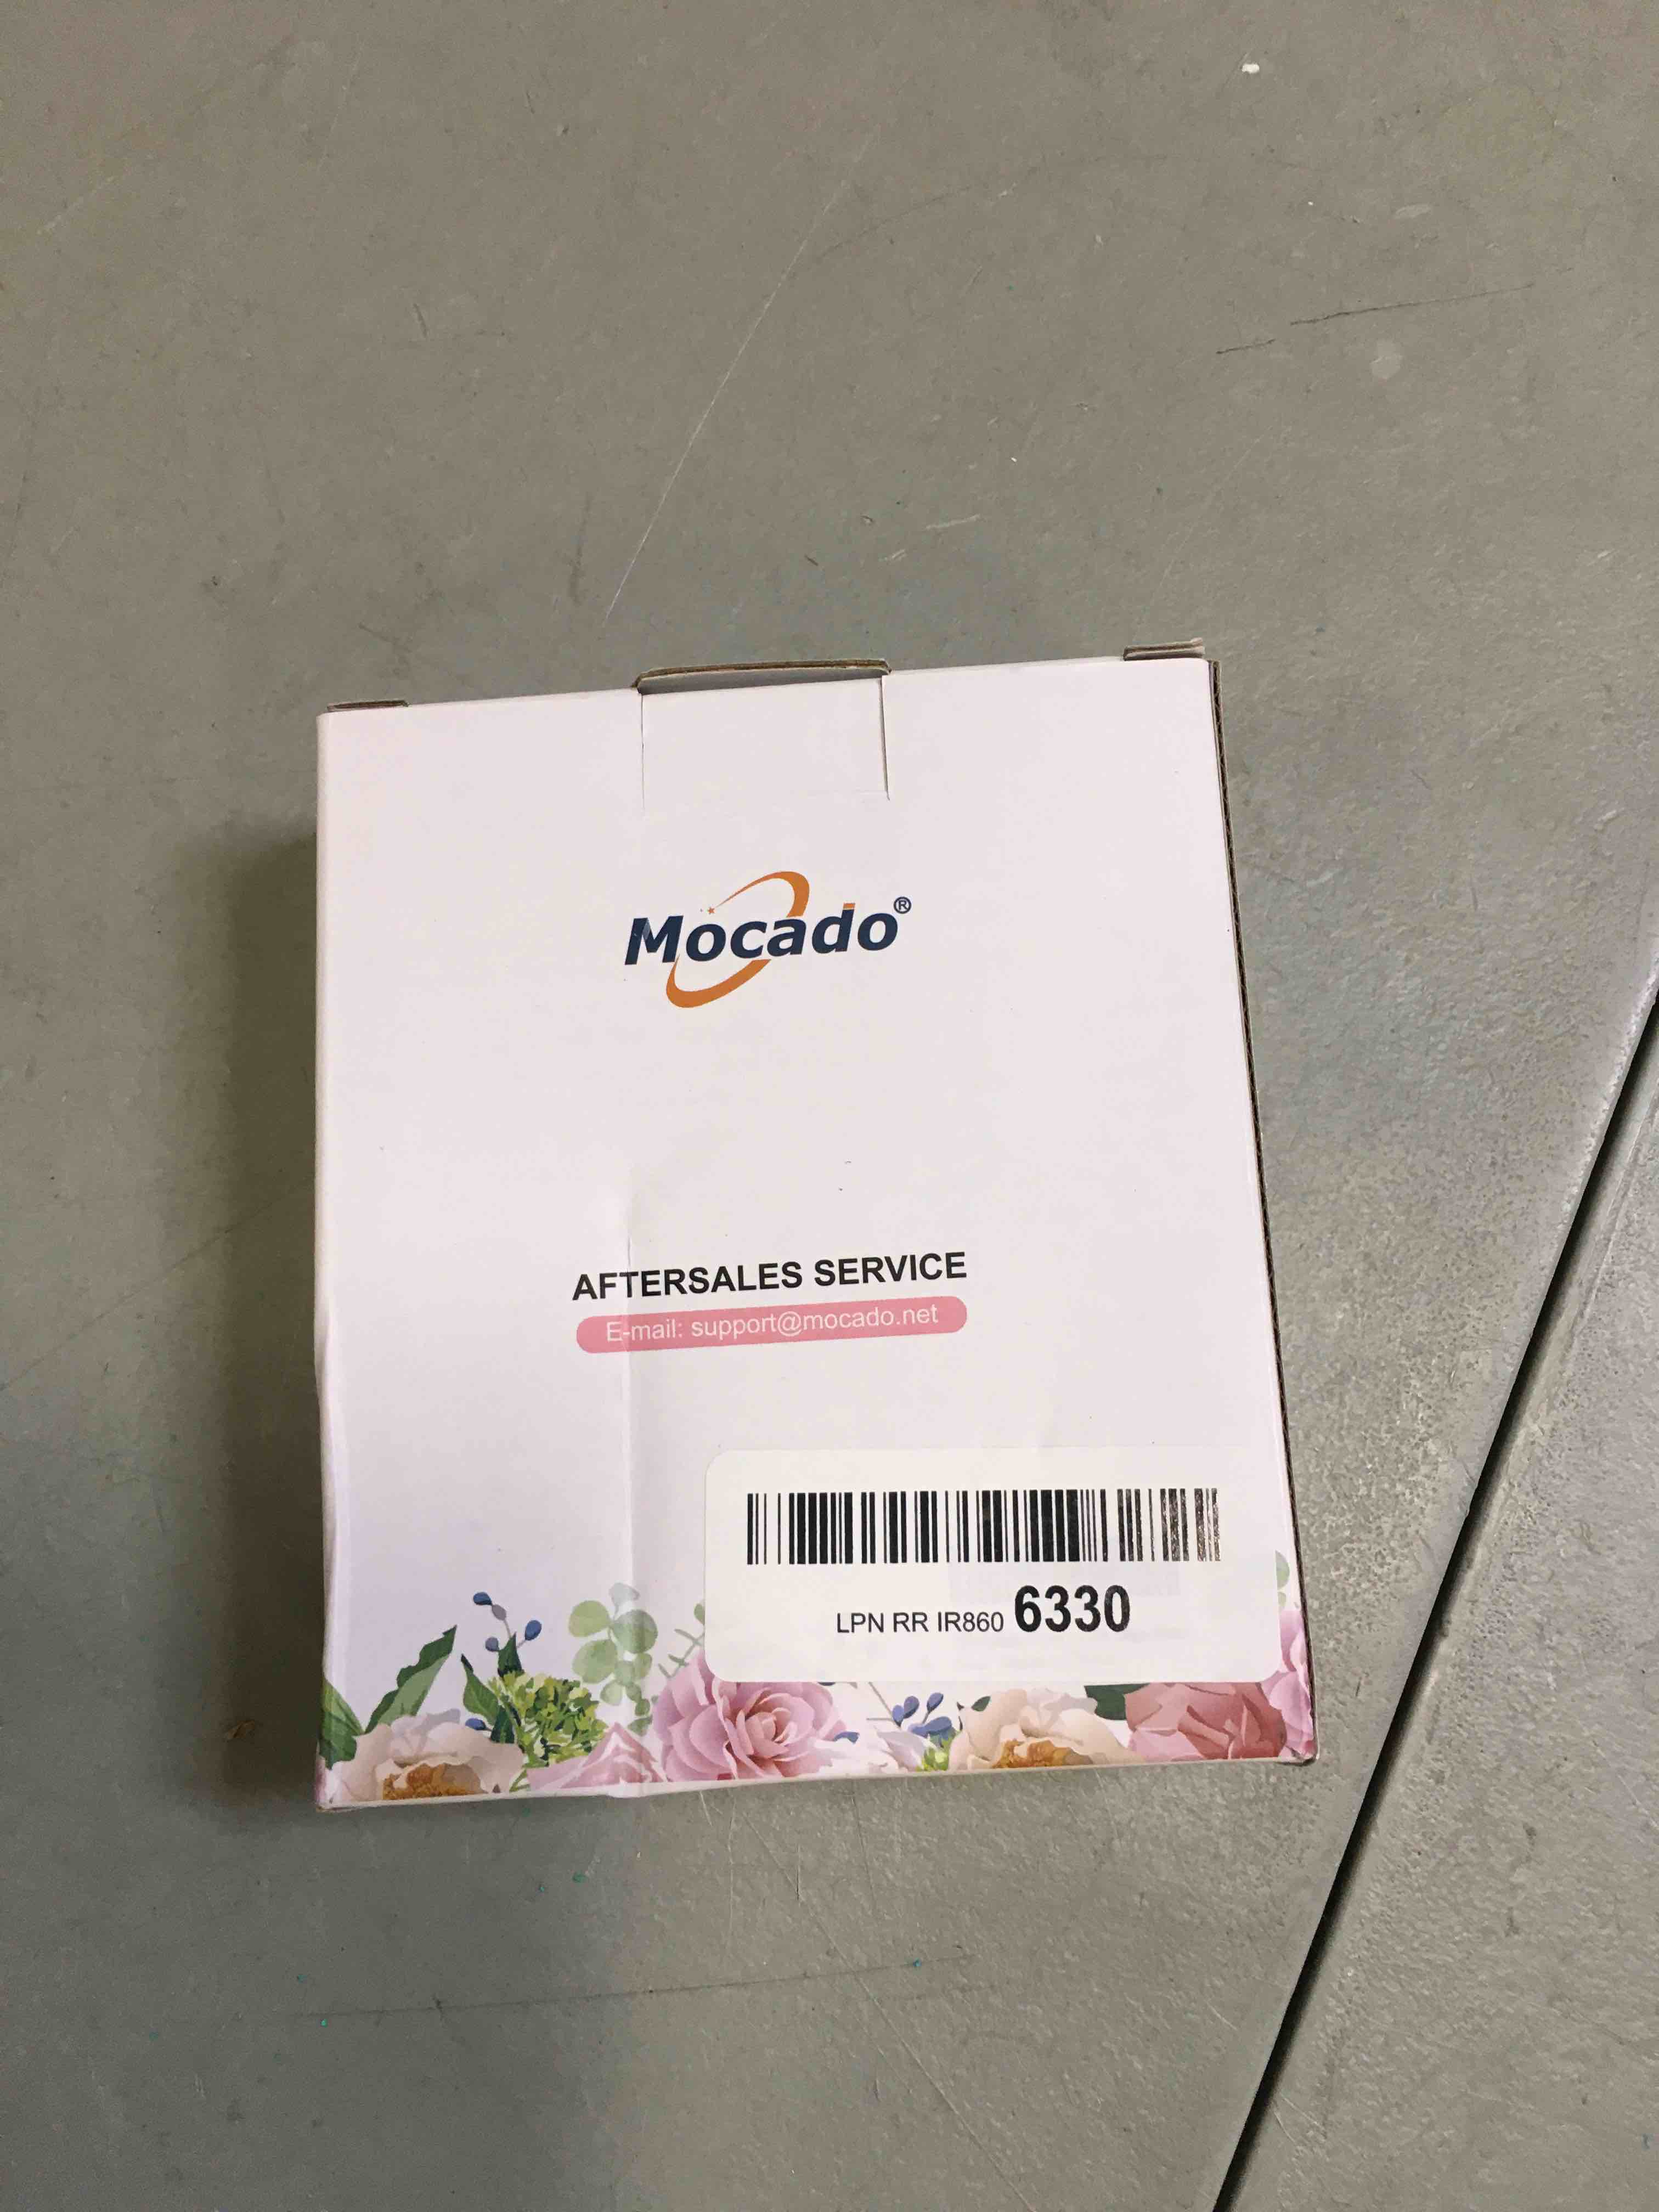 Mocado®
AFTERSALES SERVICE
E-mail: support@mocado.net
LPN RR IR860 6330